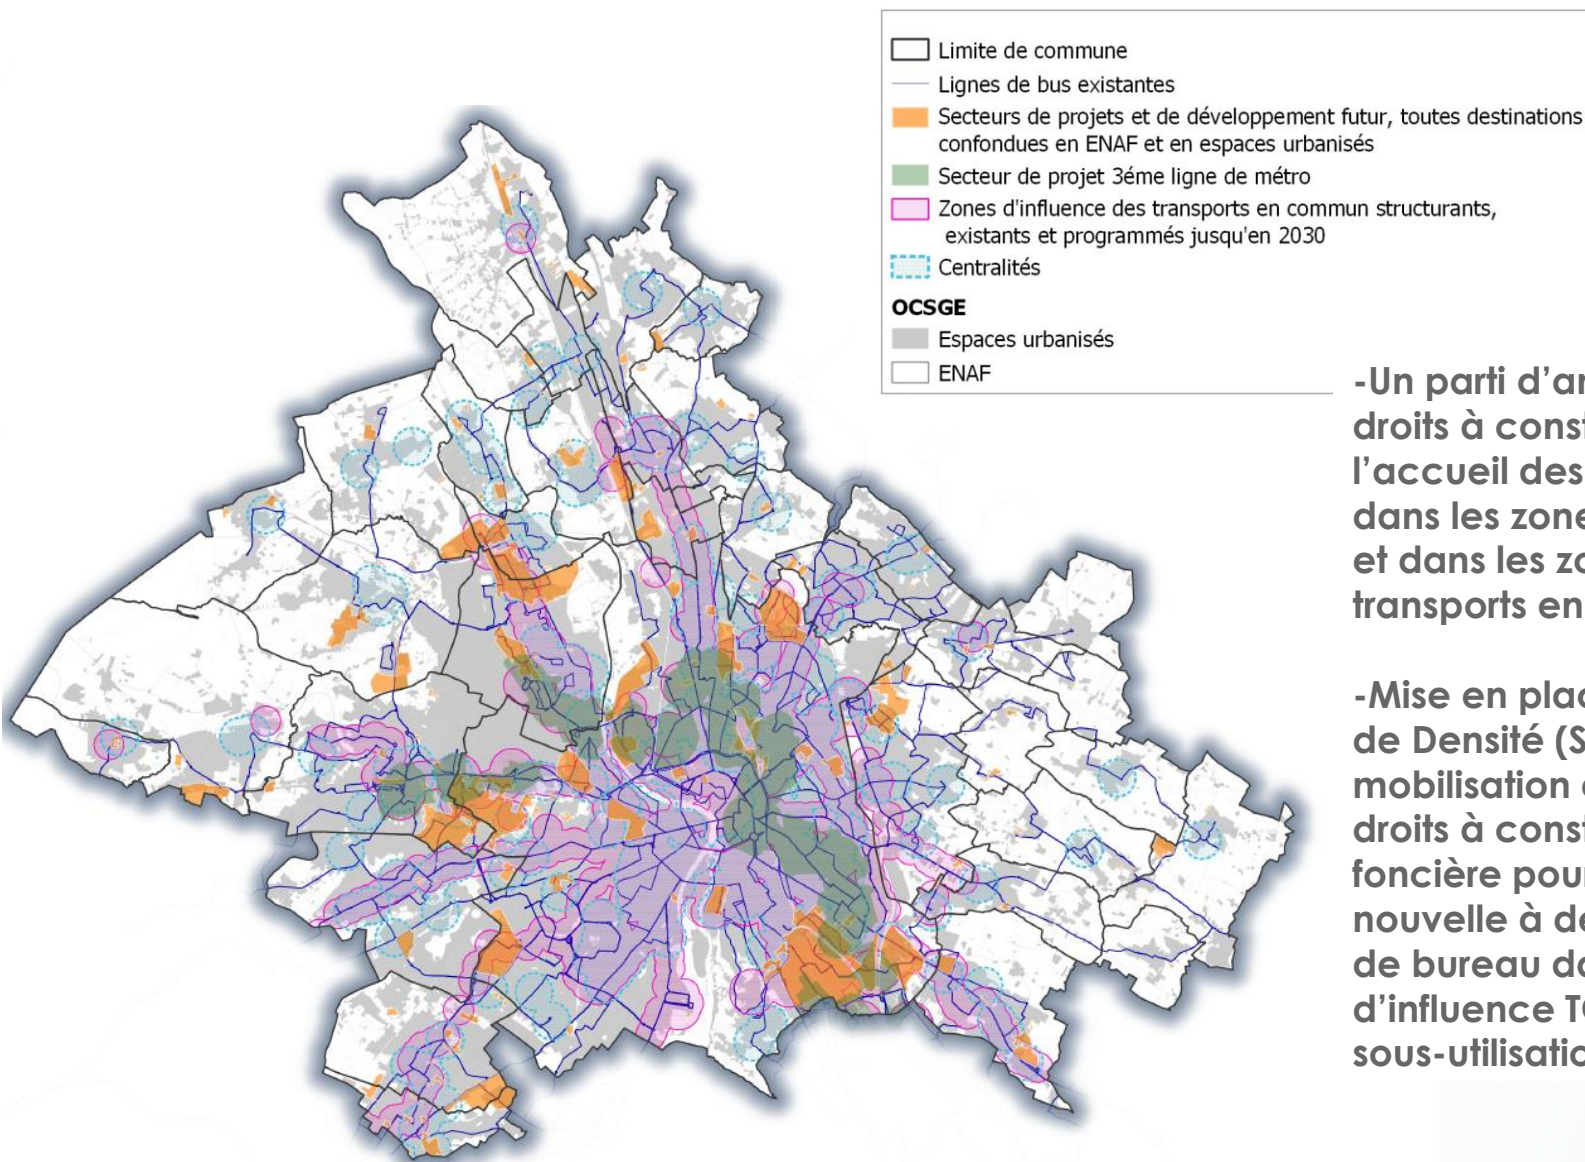 Limite de commune
Lignes de bus existantes
Secteurs de projets et de développement futur, toutes destinations
confondues en ENAF et en espaces urbanisés
Secteur de projet 3éme ligne de métro
Zones d'influence des transports en commun structurants,
existants et programmés jusqu'en 2030
Centralités
OCSGE
Espaces urbanisés
ENAF
-Un parti d’a
droits à const
l’accueil des
dans les zone
et dans les zo
transports en
-Mise en plac
de Densité (S
mobilisation
droits à const
foncière pour
nouvelle à de
de bureau da
d’influence T
sous-utilisatio